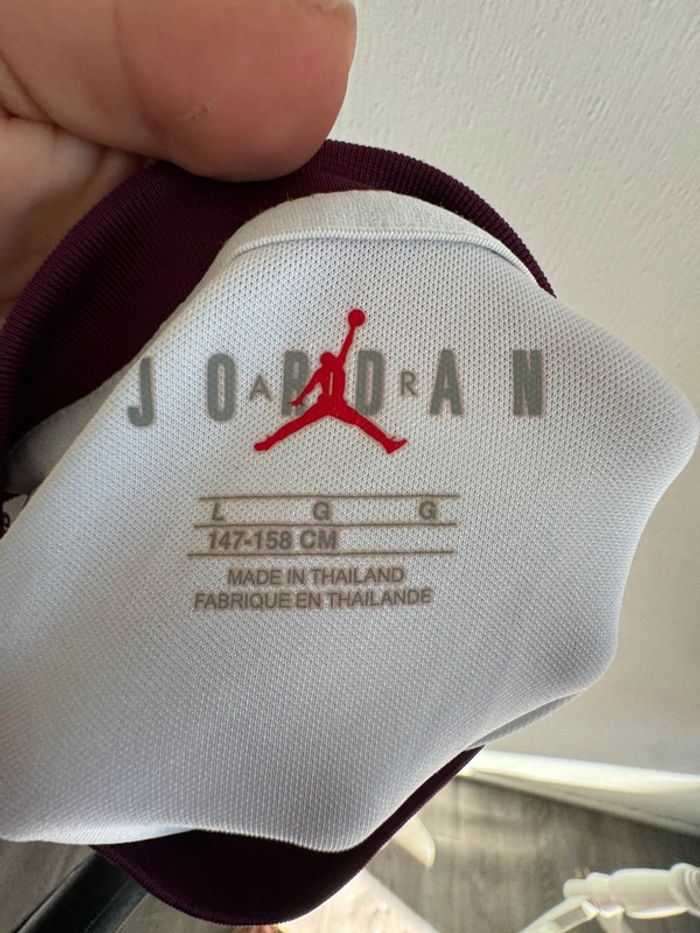 JORDAN
AIR
L G G
147-158 CM
MADE IN THAILAND
FABRIQUE EN THAILANDE